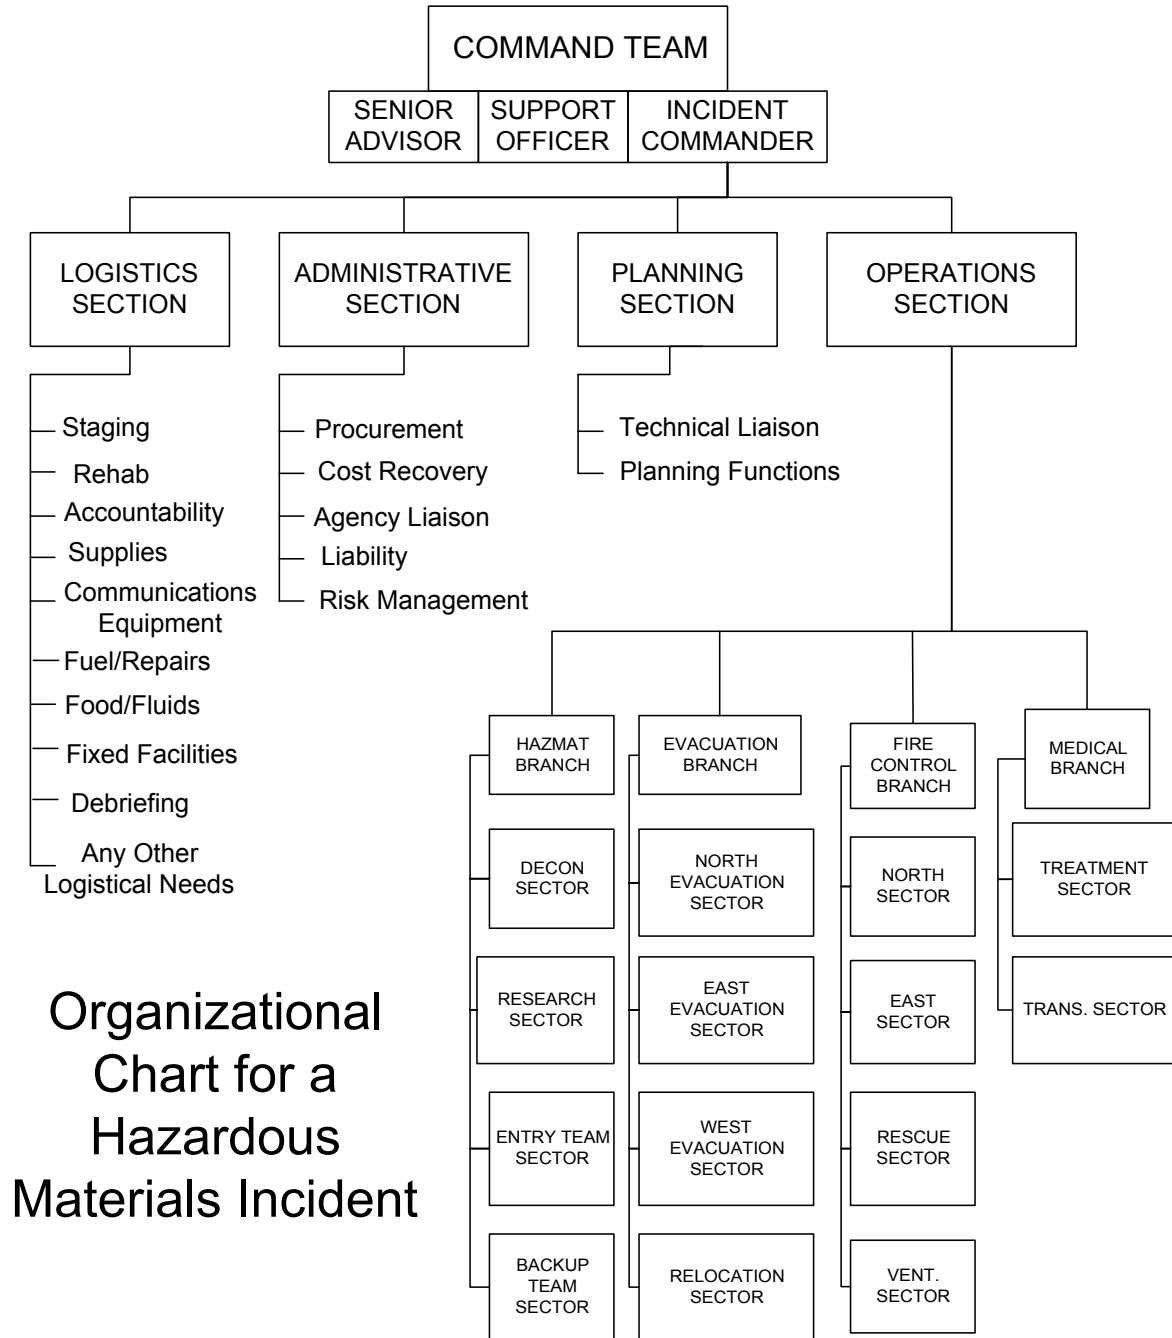 COMMAND TEAM
SENIOR
ADVISOR
SUPPORT
OFFICER
INCIDENT
COMMANDER
LOGISTICS
SECTION
ADMINISTRATIVE
SECTION
PLANNING
SECTION
OPERATIONS
SECTION
Staging
Rehab
Accountability
Supplies
Communications
Equipment
Fuel/Repairs
Food/Fluids
Fixed Facilities
Debriefing
Any Other
Logistical Needs
Procurement
Cost Recovery
Agency Liaison
Liability
Risk Management
Technical Liaison
Planning Functions
HAZMAT
BRANCH
DECON
SECTOR
RESEARCH
SECTOR
ENTRY TEAM
SECTOR
BACKUP
TEAM
SECTOR
EVACUATION
BRANCH
NORTH
EVACUATION
SECTOR
EAST
EVACUATION
SECTOR
WEST
EVACUATION
SECTOR
RELOCATION
SECTOR
FIRE
CONTROL
BRANCH
NORTH
SECTOR
EAST
SECTOR
RESCUE
SECTOR
VENT.
SECTOR
MEDICAL
BRANCH
TREATMENT
SECTOR
TRANS. SECTOR
Organizational
Chart for a
Hazardous
Materials Incident